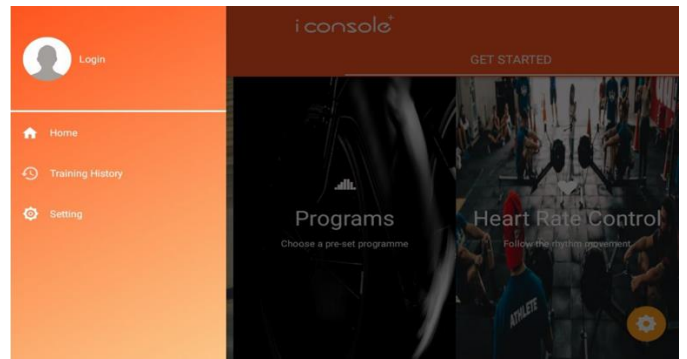 Login
Home
Training History
Setting
i console+
GET STARTED
Programs
Choose a pre-set programme
Heart Rate Control
Follow the rhythm movement
ATHLETE